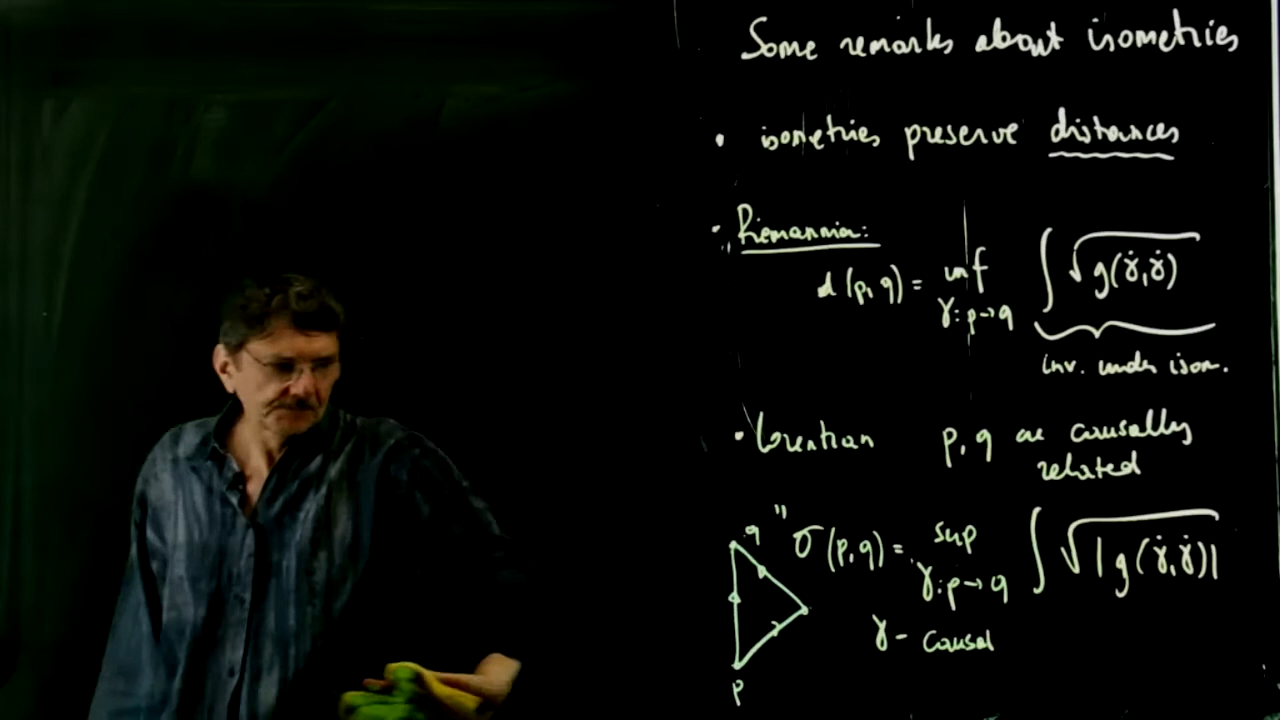 Some remarks about isometries
• isometries preserve distances
• Riemannian:
d(p,q) = inf ∫ √g(γ̇,γ̇)
γ:p→q
inv. under isom.
• Lorentzian p,q are causally
related
q " σ(p,q) = sup ∫ √|g(γ̇,γ̇)|
γ:p→q
γ - causal
p